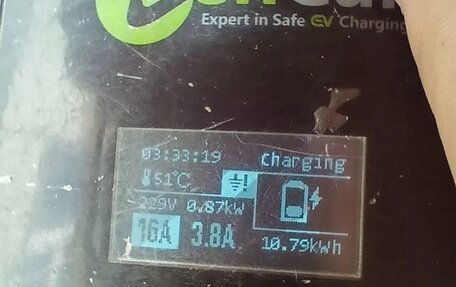 Expert in Safe EV Charging
03:33:19 Charging
51℃
229V 0.87kw
16A 3.8A
10.79kwh